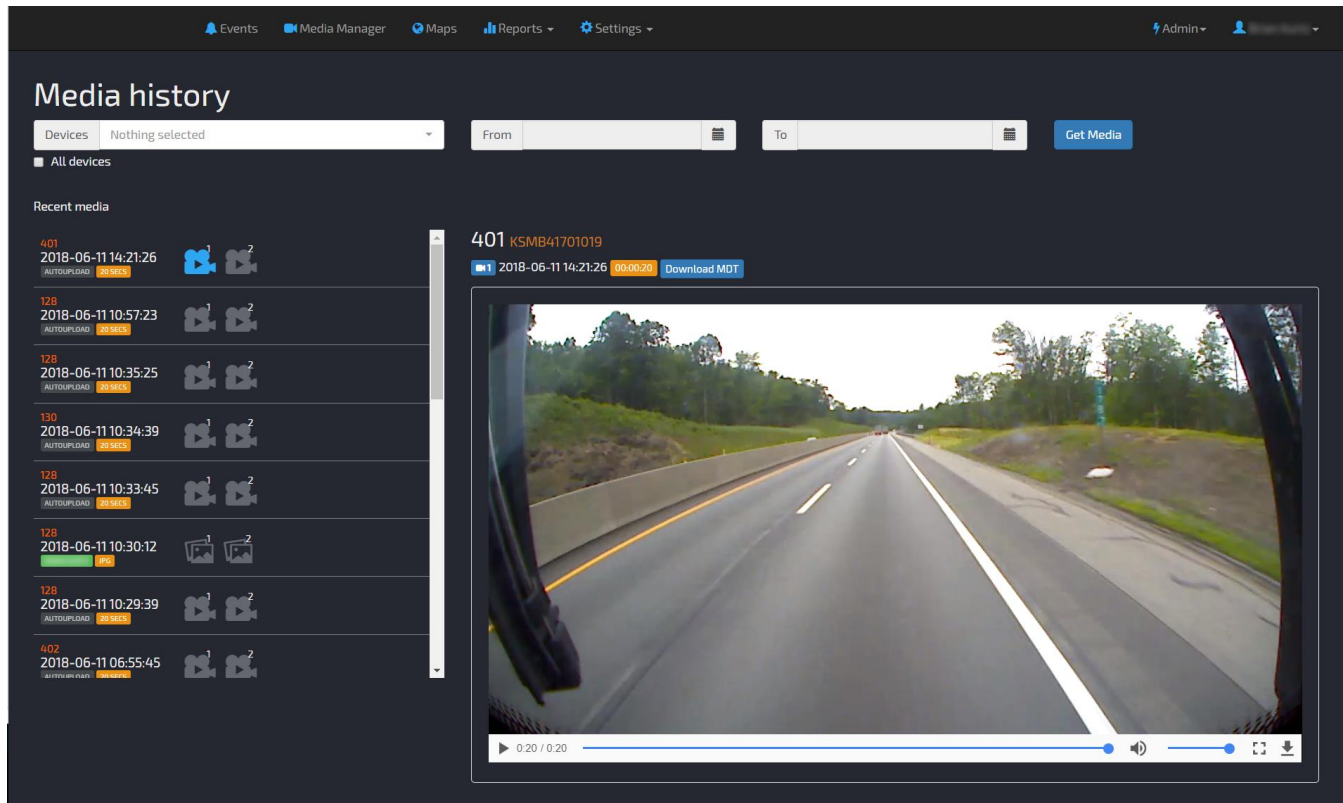 Events Media Manager Maps Reports Settings Admin
Media history
Devices Nothing selected From To Get Media
All devices
Recent media
401
2018-06-11 14:21:26 1 2
AUTOUPLOAD 20 SECS
128
2018-06-11 10:57:23 1 2
AUTOUPLOAD 20 SECS
128
2018-06-11 10:35:25 1 2
AUTOUPLOAD 20 SECS
130
2018-06-11 10:34:39 1 2
AUTOUPLOAD 20 SECS
128
2018-06-11 10:33:45 1 2
AUTOUPLOAD 20 SECS
128
2018-06-11 10:30:12 1 2
JPG
128
2018-06-11 10:29:39 1 2
AUTOUPLOAD 20 SECS
402
2018-06-11 06:55:45 1 2
AUTOUPLOAD 20 SECS
401 KSMB41701019
1 2018-06-11 14:21:26 00:00:20 Download MDT
0:20 / 0:20